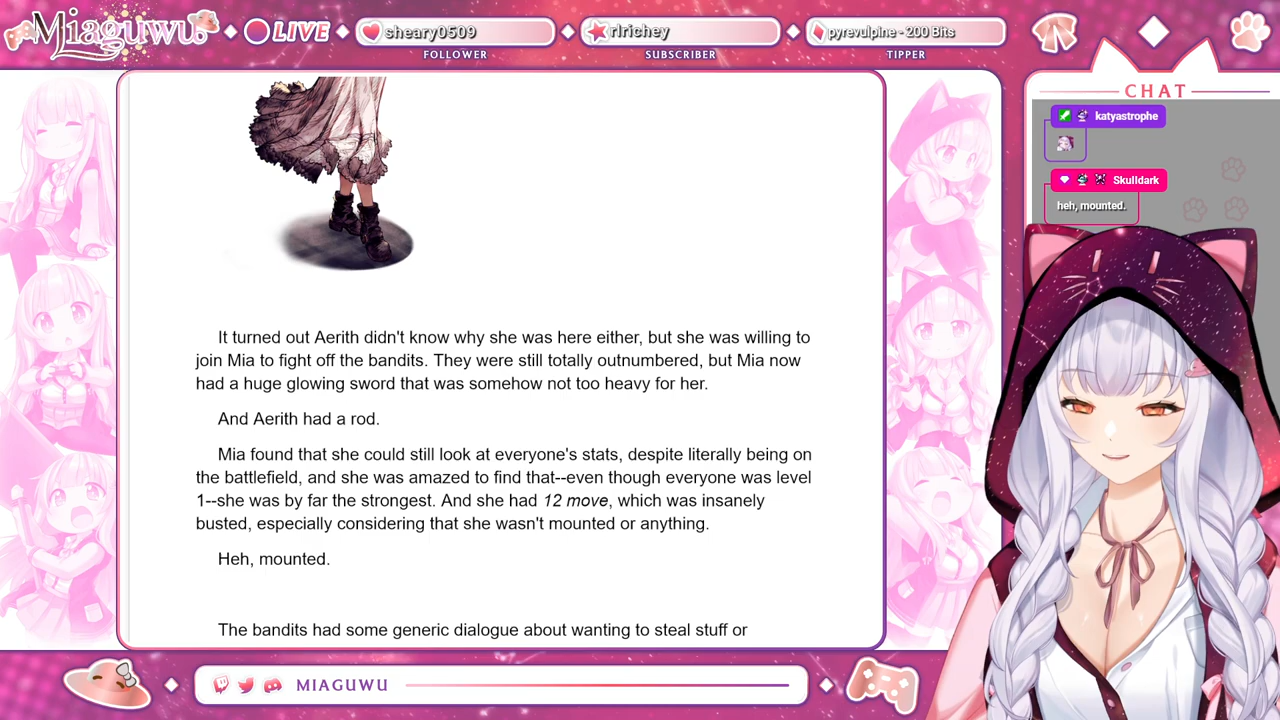 Miaguwu
LIVE
sheary0509
FOLLOWER
rlrichey
SUBSCRIBER
pyrevulpine - 200 Bits
TIPPER
CHAT
katyastrophe
Skulldark
heh, mounted.
It turned out Aerith didn't know why she was here either, but she was willing to
join Mia to fight off the bandits. They were still totally outnumbered, but Mia now
had a huge glowing sword that was somehow not too heavy for her.
And Aerith had a rod.
Mia found that she could still look at everyone's stats, despite literally being on
the battlefield, and she was amazed to find that--even though everyone was level
1--she was by far the strongest. And she had 12 move, which was insanely
busted, especially considering that she wasn't mounted or anything.
Heh, mounted.
The bandits had some generic dialogue about wanting to steal stuff or
MIAGUWU